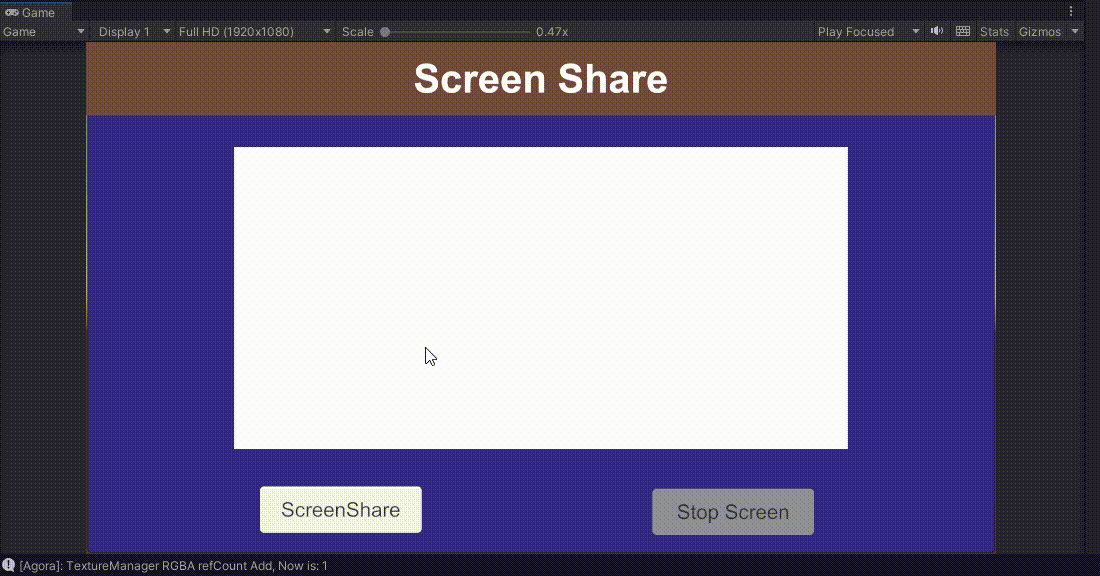 Game
Game Display 1 Full HD (1920x1080) Scale 0.47x Play Focused Stats Gizmos
Screen Share
ScreenShare Stop Screen
[Agora]: TextureManager RGBA refCount Add, Now is: 1